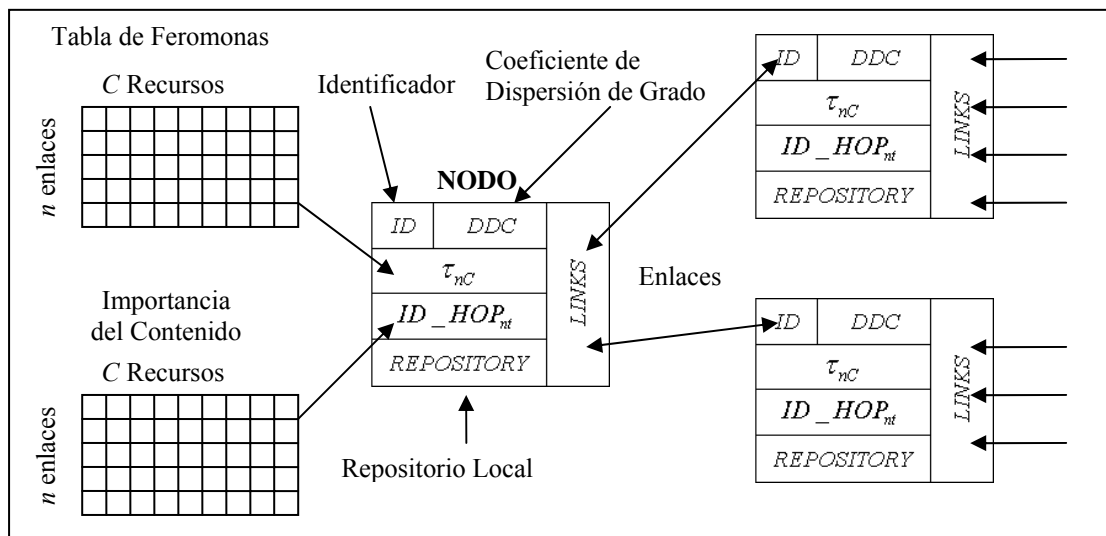 Tabla de Feromonas
C Recursos
n enlaces
Importancia
del Contenido
C Recursos
n enlaces
Identificador
Coeficiente de
Dispersión de Grado
NODO
ID DDC
τnC
ID_HOPnt
REPOSITORY
LINKS
Repositorio Local
Enlaces
ID DDC
τnC
ID_HOPnt
REPOSITORY
LINKS
ID DDC
τnC
ID_HOPnt
REPOSITORY
LINKS